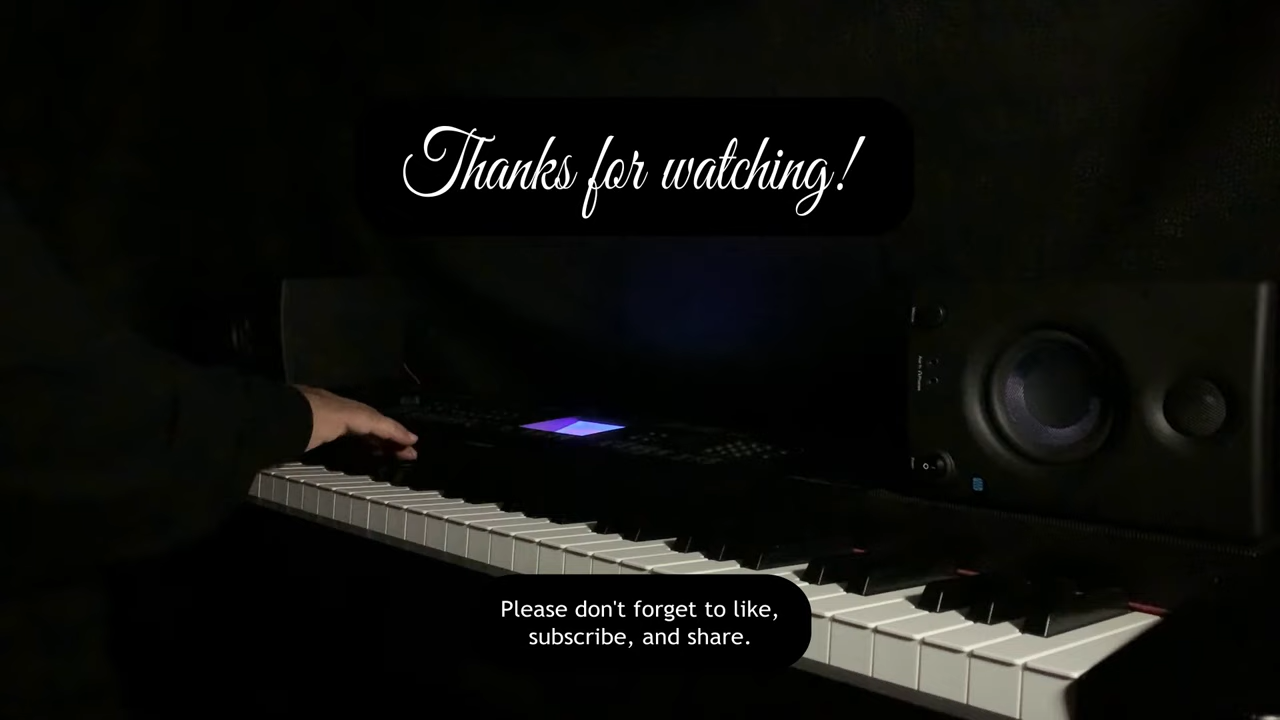 Thanks for watching!
Please don't forget to like,
subscribe, and share.